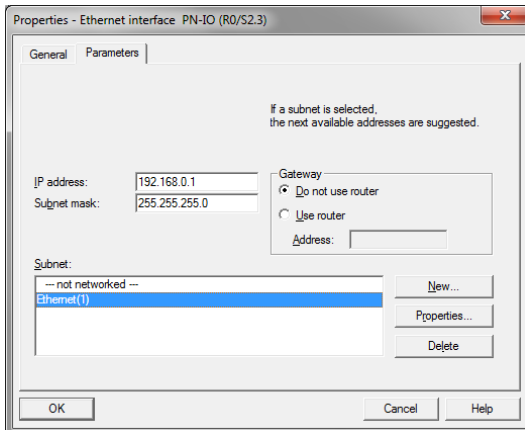 Properties - Ethernet interface PN-IO (R0/S2.3)
General
Parameters
If a subnet is selected,
the next available addresses are suggested.
Gateway
IP address:
192.168.0.1
Do not use router
Subnet mask:
255.255.255.0
Use router
Address:
Subnet:
--- not networked ---
Ethernet(1)
New...
Properties...
Delete
OK
Cancel
Help